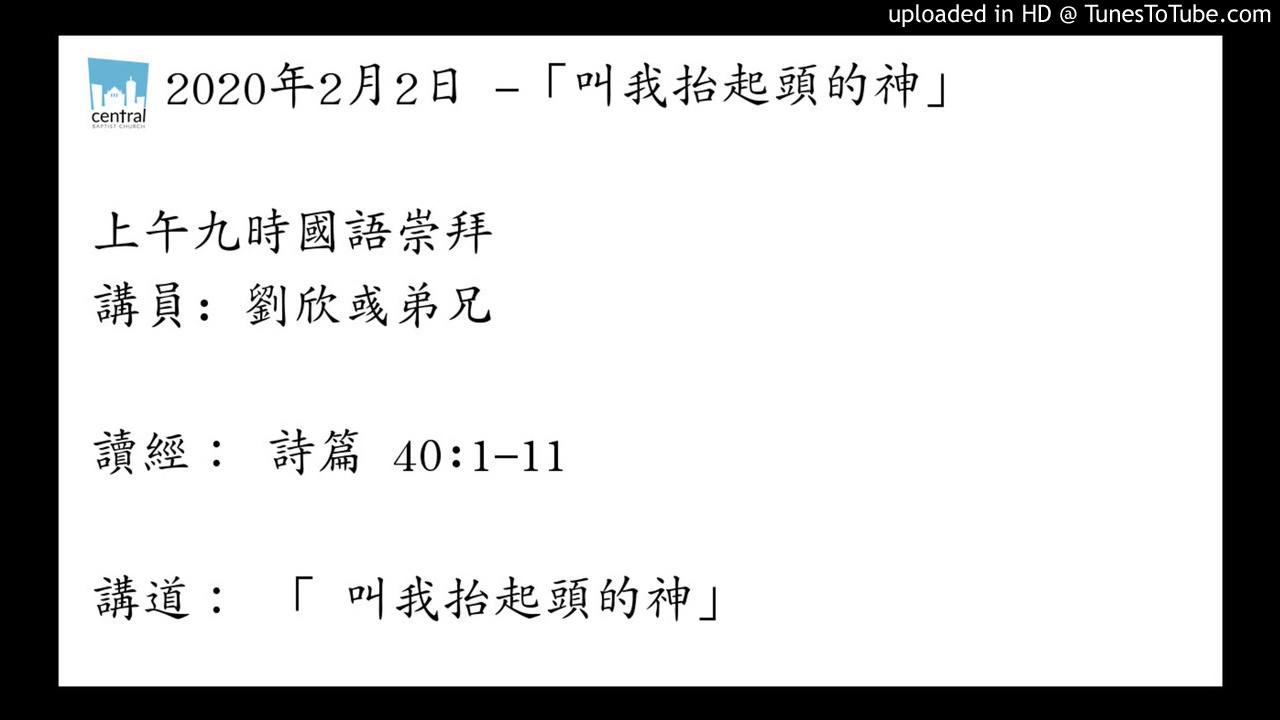 uploaded in HD @ TunesToTube.com
central
BAPTIST CHURCH
2020年2月2日 –「叫我抬起頭的神」
上午九時國語崇拜
講員: 劉欣彧弟兄
讀經： 詩篇 40:1–11
講道： 「 叫我抬起頭的神」